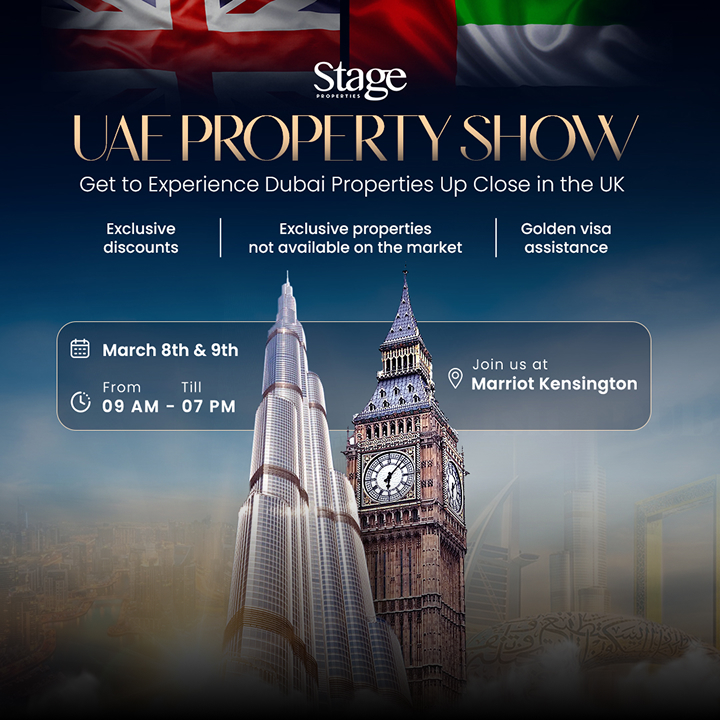 Stage
PROPERTIES
UAE PROPERTY SHOW
Get to Experience Dubai Properties Up Close in the UK
Exclusive
discounts
Exclusive properties
not available on the market
Golden visa
assistance
March 8th & 9th
From Till
09 AM - 07 PM
Join us at
Marriot Kensington